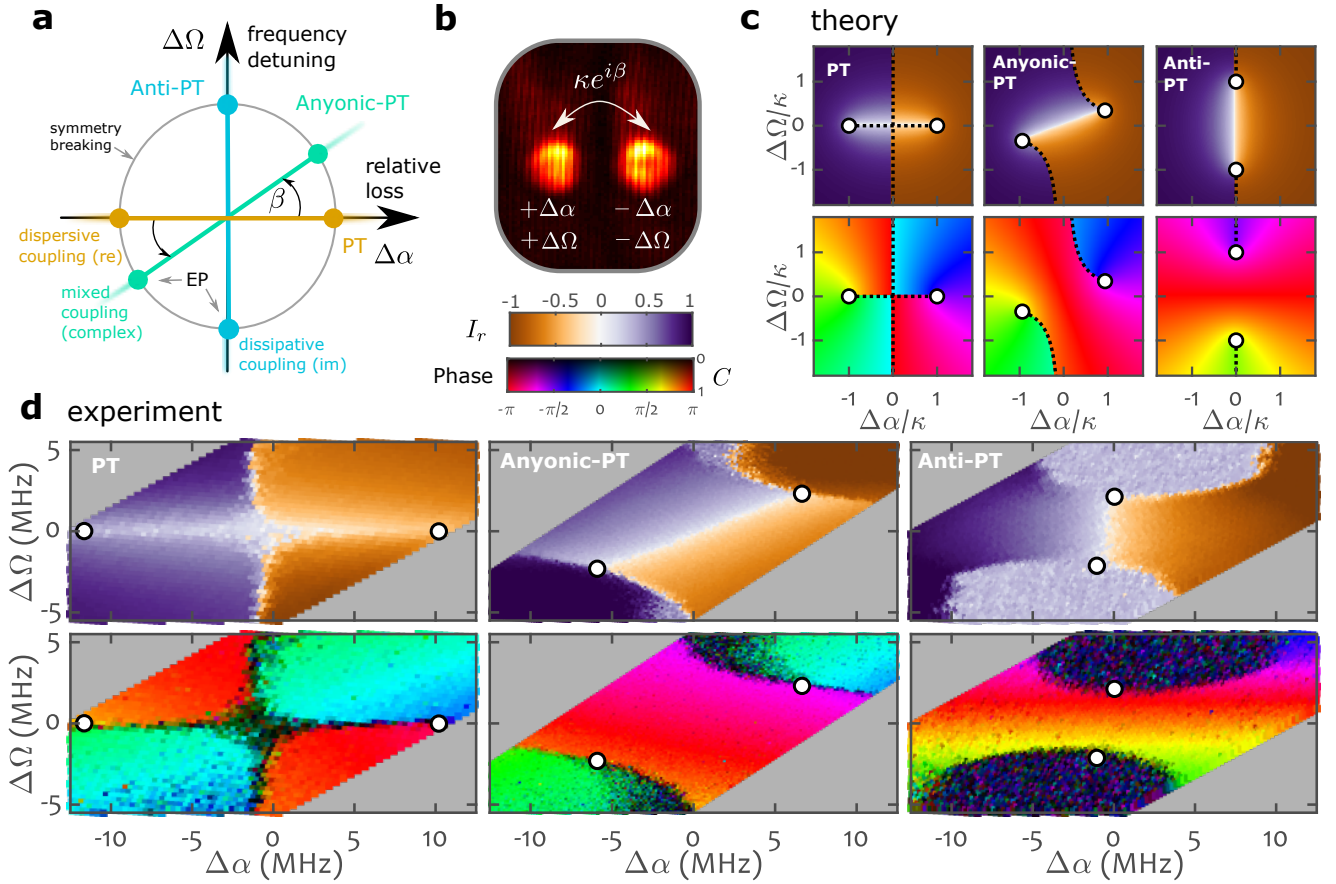 a
ΔΩ
frequency
detuning
Anti-PT
Anyonic-PT
symmetry
breaking
relative
loss
β
dispersive
coupling (re)
PT
Δα
EP
mixed
coupling
(complex)
dissipative
coupling (im)
b
κe^{iβ}
+Δα
−Δα
+ΔΩ
−ΔΩ
-1 -0.5 0 0.5 1
I_r
Phase
0
C
1
-π -π/2 0 π/2 π
c theory
PT
Anyonic-
PT
Anti-
PT
ΔΩ/κ
1
0
-1
ΔΩ/κ
1
0
-1
-1 0 1
-1 0 1
-1 0 1
Δα/κ
Δα/κ
Δα/κ
d experiment
PT
Anyonic-PT
Anti-PT
ΔΩ (MHz)
5
0
-5
ΔΩ (MHz)
5
0
-5
-10 -5 0 5 10
-10 -5 0 5 10
-10 -5 0 5 10
Δα (MHz)
Δα (MHz)
Δα (MHz)